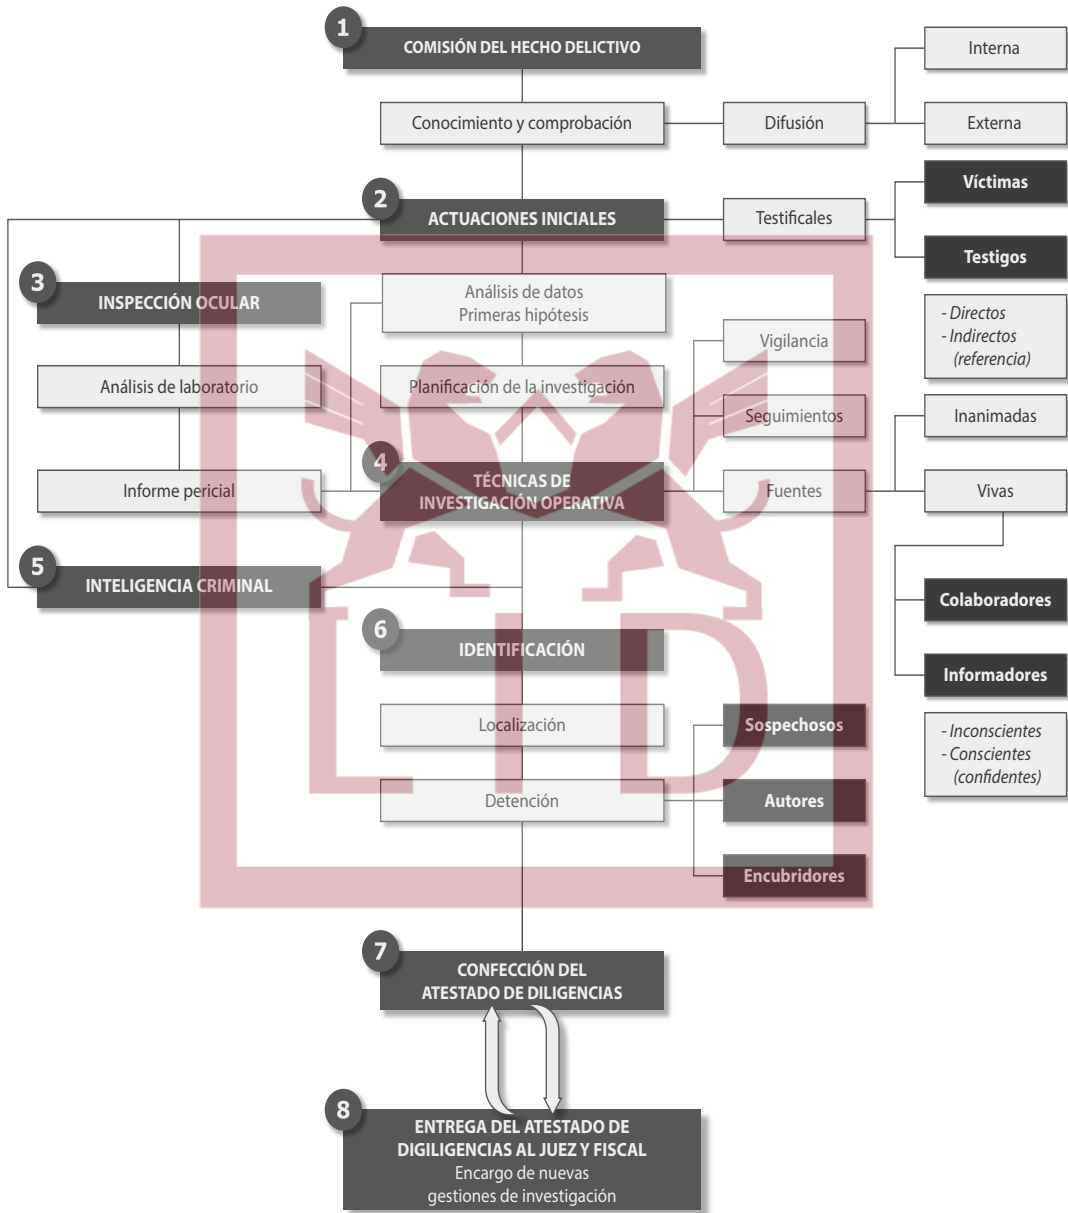 1
COMISIÓN DEL HECHO DELICTIVO
Interna
Conocimiento y comprobación
Difusión
Externa
Víctimas
2
ACTUACIONES INICIALES
Testificales
Testigos
3
INSPECCIÓN OCULAR
Análisis de datos
Primeras hipótesis
- Directos
- Indirectos
(referencia)
Vigilancia
Análisis de laboratorio
Planificación de la investigación
Seguimientos
Inanimadas
4
TÉCNICAS DE
INVESTIGACIÓN OPERATIVA
Informe pericial
Fuentes
Vivas
5
INTELIGENCIA CRIMINAL
Colaboradores
6
IDENTIFICACIÓN
Informadores
Localización
Sospechosos
- Inconscientes
- Conscientes
(confidentes)
Detención
Autores
Encubridores
LID
7
CONFECCIÓN DEL
ATESTADO DE DILIGENCIAS
8
ENTREGA DEL ATESTADO DE
DIGILIGENCIAS AL JUEZ Y FISCAL
Encargo de nuevas
gestiones de investigación